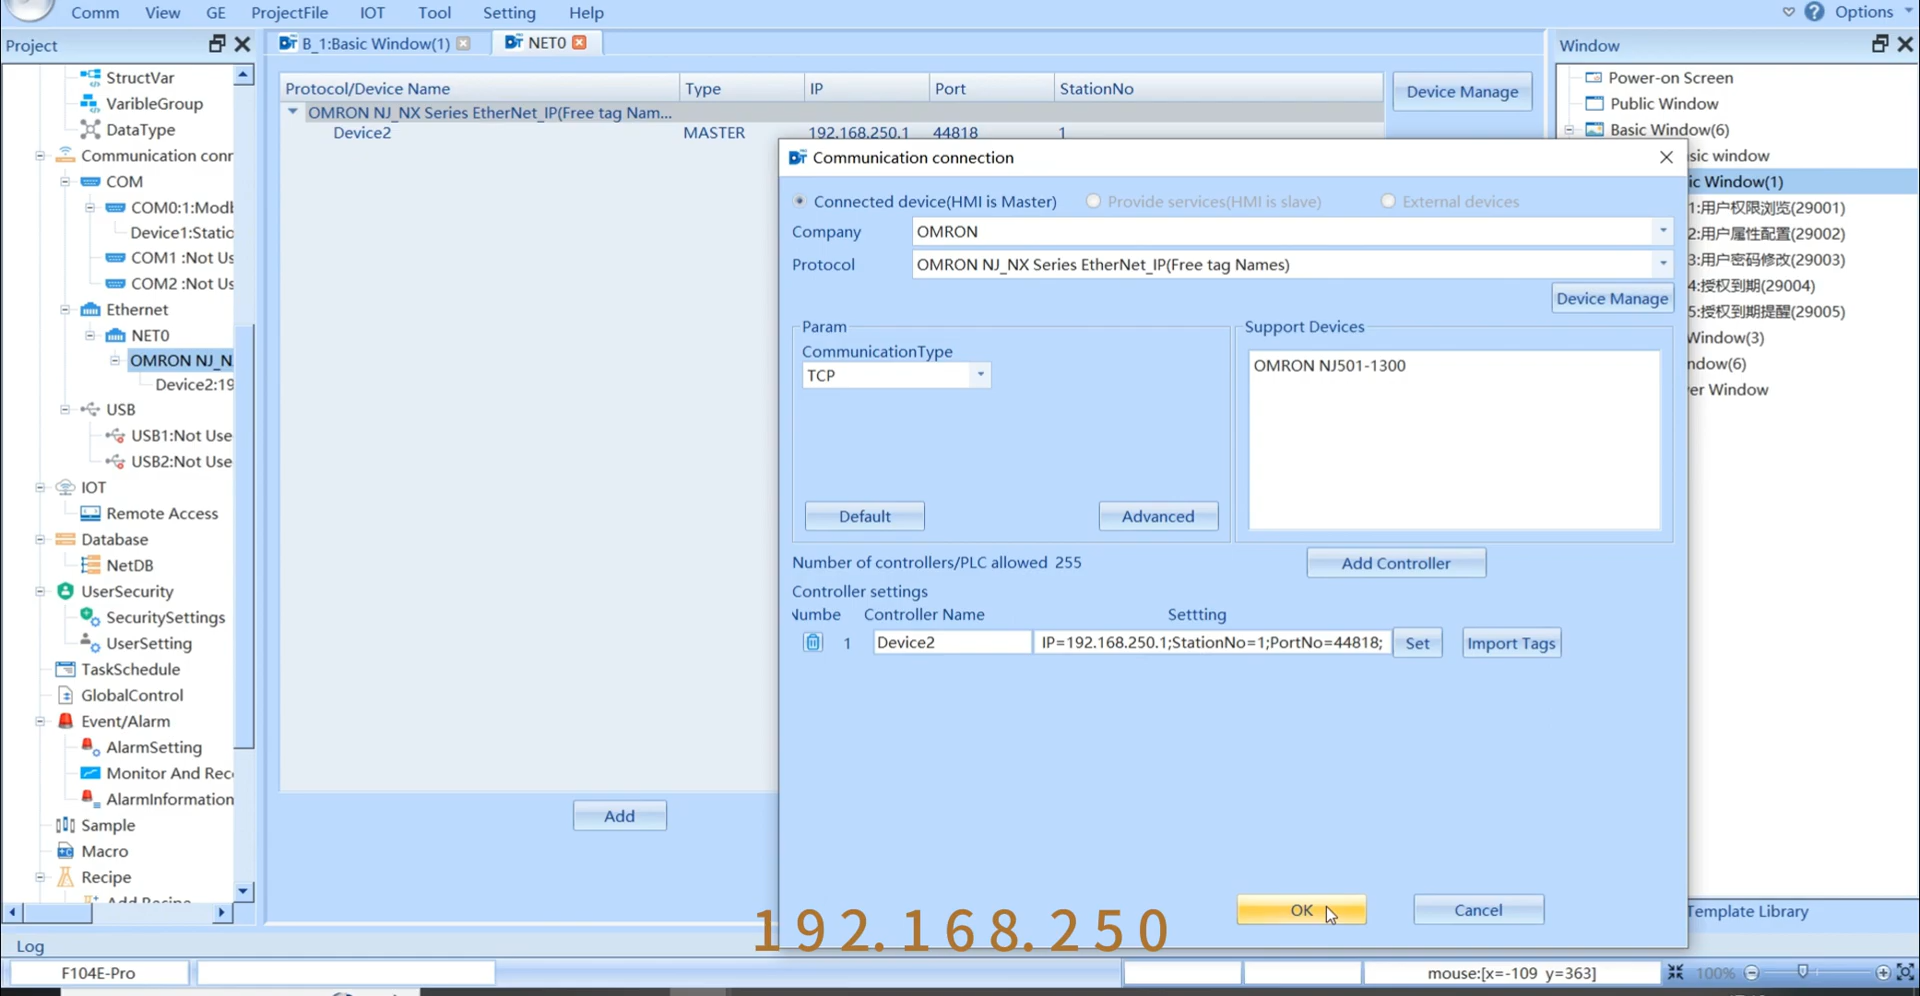 Comm View GE ProjectFile IOT Tool Setting Help Options
Project
StructVar
VaribleGroup
DataType
Communication conn
COM
COM0:1:Modb
Device1:Statio
COM1 :Not Us
COM2 :Not Us
Ethernet
NET0
OMRON NJ_N
Device2:19
USB
USB1:Not Use
USB2:Not Use
IOT
Remote Access
Database
NetDB
UserSecurity
SecuritySettings
UserSetting
TaskSchedule
GlobalControl
Event/Alarm
AlarmSetting
Monitor And Rec
AlarmInformation
Sample
Macro
Recipe
Add Recipe
B_1:Basic Window(1) NET0
Protocol/Device Name Type IP Port StationNo
OMRON NJ_NX Series EtherNet_IP(Free tag Nam...
Device2 MASTER 192.168.250.1 44818 1
Device Manage
Add
Communication connection
Connected device(HMI is Master) Provide services(HMI is slave) External devices
Company OMRON
Protocol OMRON NJ_NX Series EtherNet_IP(Free tag Names)
Device Manage
Param
CommunicationType
TCP
Default Advanced
Support Devices
OMRON NJ501-1300
Number of controllers/PLC allowed 255 Add Controller
Controller settings
Numbe Controller Name Settting
1 Device2 IP=192.168.250.1;StationNo=1;PortNo=44818; Set Import Tags
OK Cancel
192.168.250
Window
Power-on Screen
Public Window
Basic Window(6)
sic window
ic Window(1)
1:用户权限浏览(29001)
2:用户属性配置(29002)
3:用户密码修改(29003)
4:授权到期(29004)
5:授权到期提醒(29005)
Window(3)
ndow(6)
er Window
Template Library
Log
F104E-Pro mouse:[x=-109 y=363] 100%